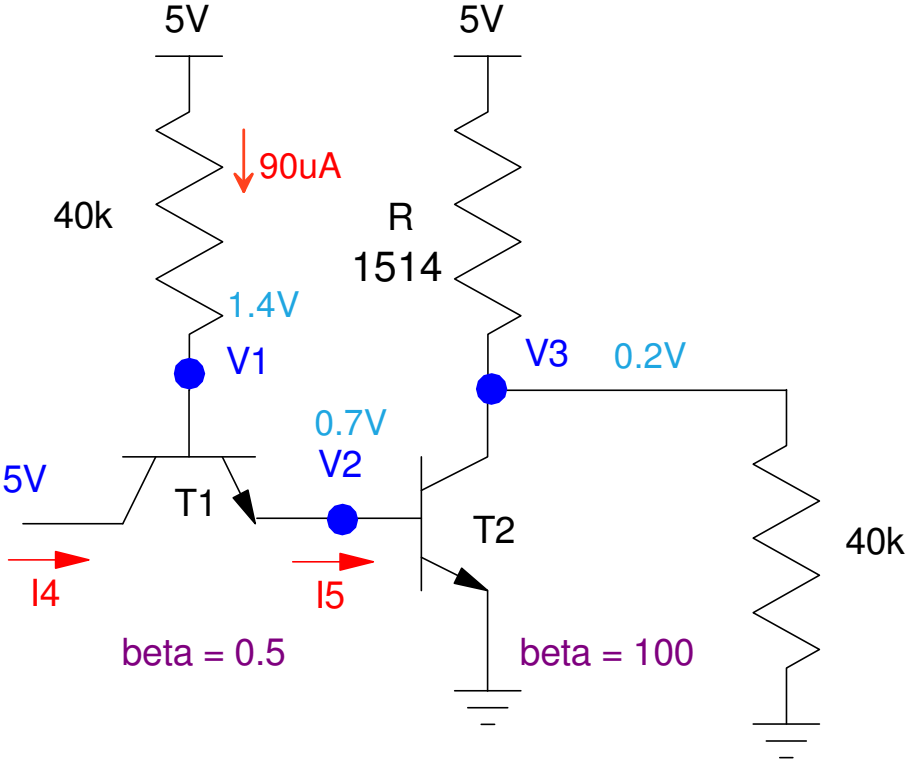 5V
5V
90uA
40k
R
1514
1.4V
V1
V3
0.2V
0.7V
V2
5V
T1
T2
40k
I4
I5
beta = 0.5
beta = 100